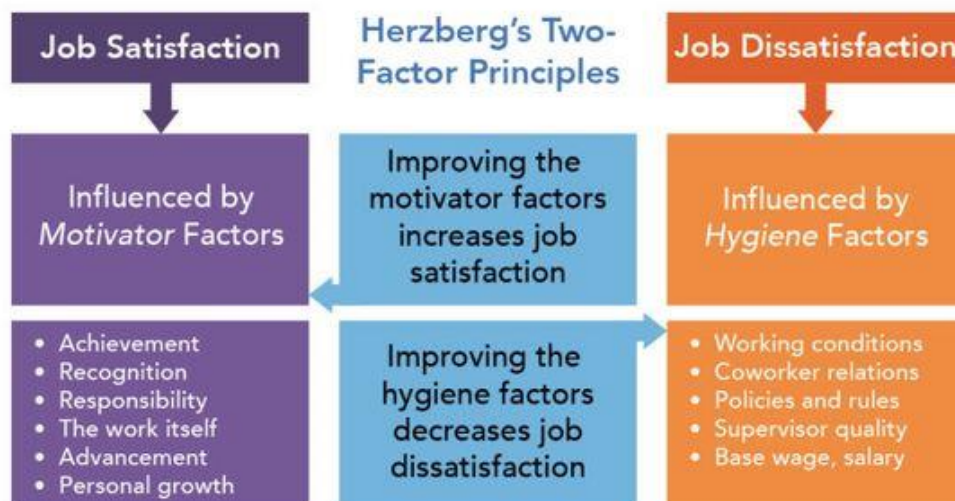 Job Satisfaction
Herzberg's Two-
Factor Principles
Job Dissatisfaction
Influenced by
Motivator Factors
Improving the
motivator factors
increases job
satisfaction
Influenced by
Hygiene Factors
• Achievement
• Recognition
• Responsibility
• The work itself
• Advancement
• Personal growth
Improving the
hygiene factors
decreases job
dissatisfaction
• Working conditions
• Coworker relations
• Policies and rules
• Supervisor quality
• Base wage, salary